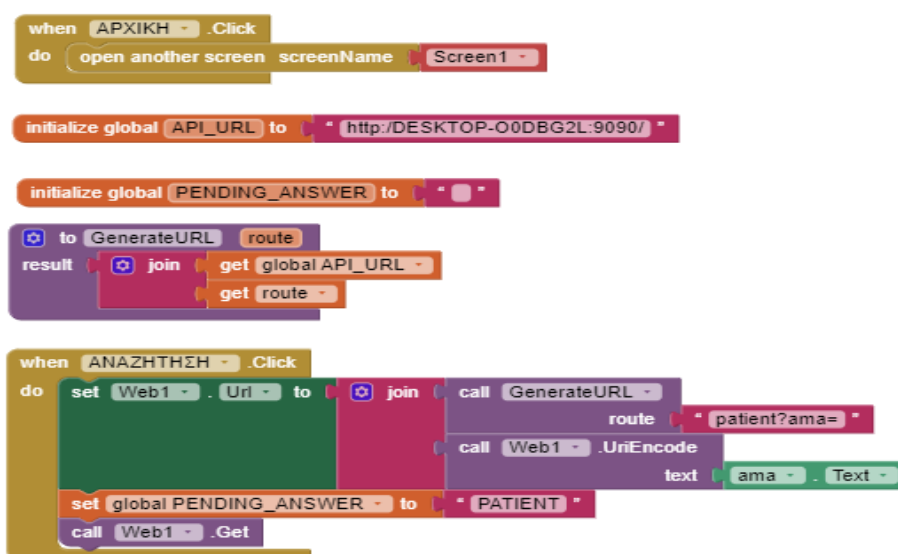 when ΑΡΧΙΚΗ .Click
do open another screen screenName Screen1
initialize global API_URL to " http:/DESKTOP-O0DBG2L:9090/ "
initialize global PENDING_ANSWER to " "
to GenerateURL route
result join get global API_URL
get route
when ΑΝΑΖΗΤΗΣΗ .Click
do set Web1 . Url to join call GenerateURL
route " patient?ama= "
call Web1 .UriEncode
text ama . Text
set global PENDING_ANSWER to " PATIENT "
call Web1 .Get